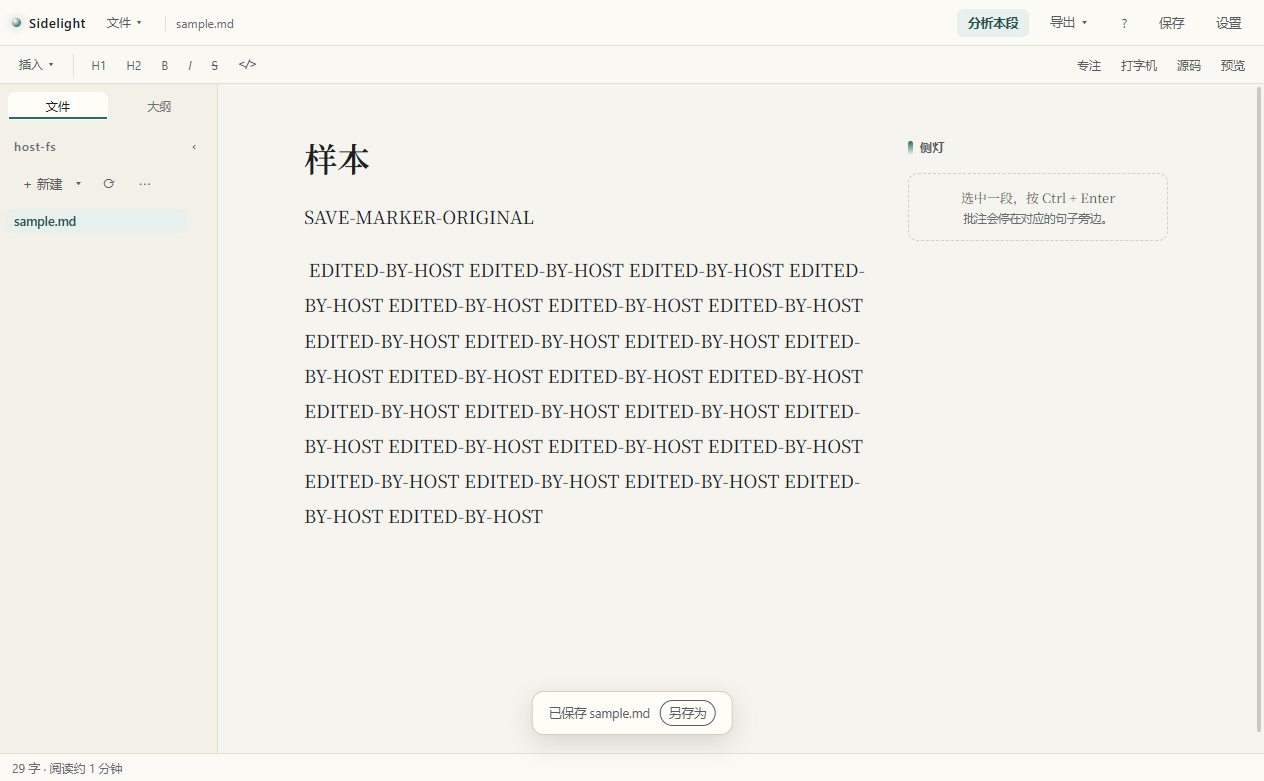 Sidelight 文件 ▾ sample.md 分析本段 导出 ▾ ? 保存 设置
插入 ▾ H1 H2 B I S </> 专注 打字机 源码 预览
文件 大纲
host-fs ‹
+ 新建 ▾ ⟳ ···
sample.md
样本
SAVE-MARKER-ORIGINAL
EDITED-BY-HOST EDITED-BY-HOST EDITED-BY-HOST EDITED-
BY-HOST EDITED-BY-HOST EDITED-BY-HOST EDITED-BY-HOST
EDITED-BY-HOST EDITED-BY-HOST EDITED-BY-HOST EDITED-
BY-HOST EDITED-BY-HOST EDITED-BY-HOST EDITED-BY-HOST
EDITED-BY-HOST EDITED-BY-HOST EDITED-BY-HOST EDITED-
BY-HOST EDITED-BY-HOST EDITED-BY-HOST EDITED-BY-HOST
EDITED-BY-HOST EDITED-BY-HOST EDITED-BY-HOST EDITED-
BY-HOST EDITED-BY-HOST
侧灯
选中一段，按 Ctrl + Enter
批注会停在对应的句子旁边。
已保存 sample.md 另存为
29 字 · 阅读约 1 分钟